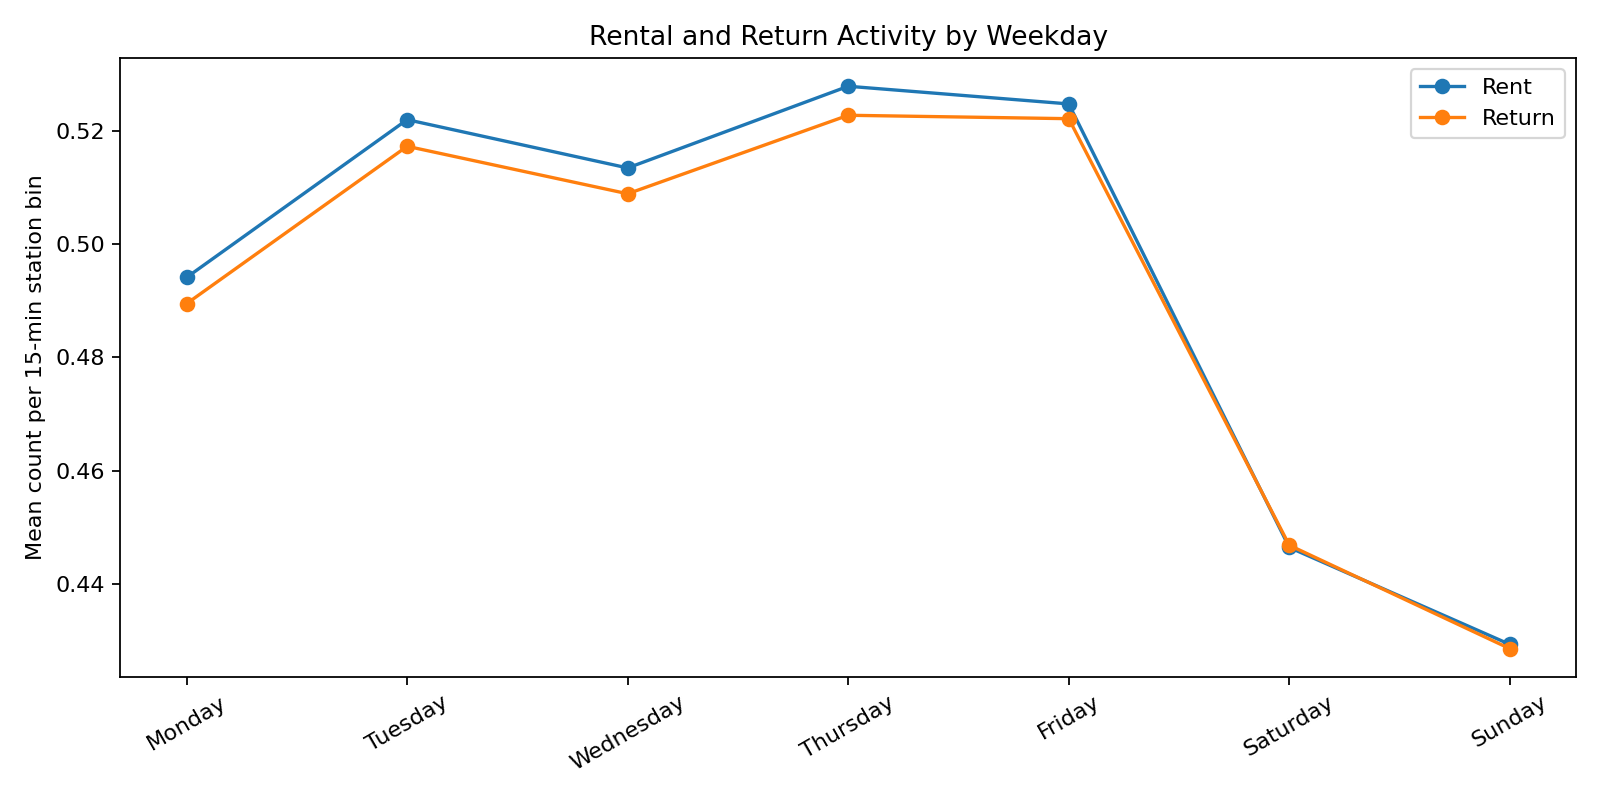 Rental and Return Activity by Weekday
Rent
Return
Mean count per 15-min station bin
0.52
0.50
0.48
0.46
0.44
Monday
Tuesday
Wednesday
Thursday
Friday
Saturday
Sunday